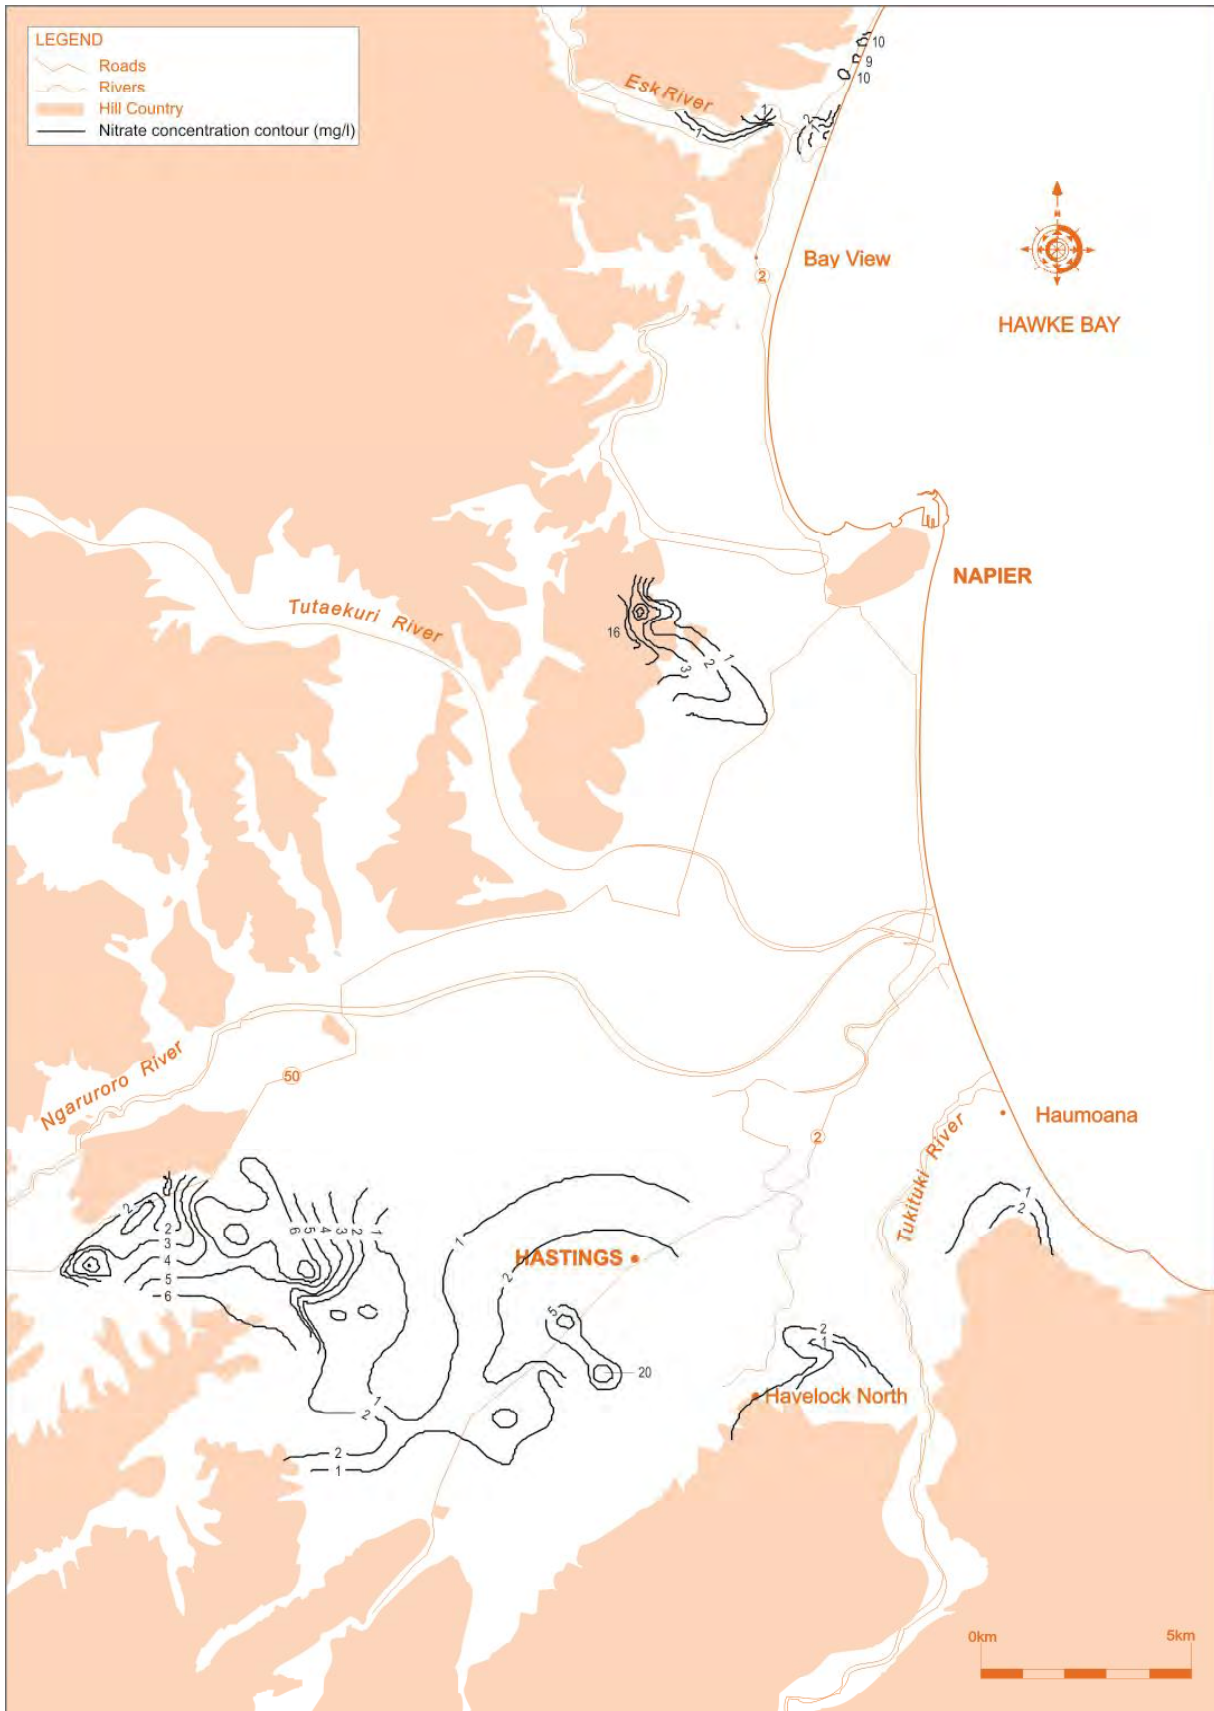 LEGEND
Roads
Rivers
Hill Country
Nitrate concentration contour (mg/l)
10
9
10
Esk River
1
1
2
N
Bay View
2
HAWKE BAY
NAPIER
Tutaekuri River
16
1
2
3
Ngaruroro River
50
Haumoana
2
Tukituki River
1
2
2
2
3
4
5
6
6
5
4
3
2
1
1
2
HASTINGS
5
20
2
1
Havelock North
1
2
2
1
0km 5km